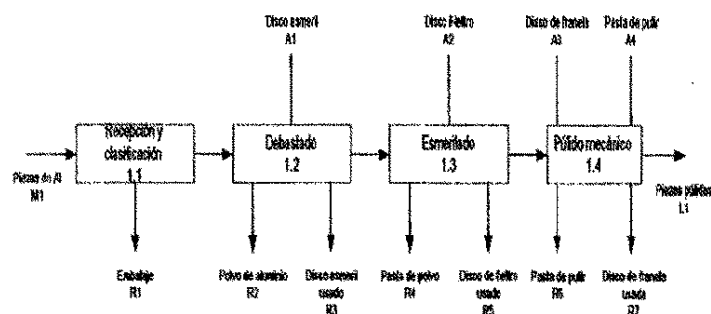 Disco esmeril
A1
Disco Fieltro
A2
Disco de franela
A3
Pasta de pulir
A4
Recepción y
clasificación
1.1
Debastado
1.2
Esmerilado
1.3
Púlido mecánico
1.4
Piezas de Al
M1
Piezas púlidas
L1
Embalaje
R1
Polvo de aluminio
R2
Disco esmeril
usado
R3
Pasta de polvo
R4
Disco de fieltro
usado
R5
Pasta de pulir
R6
Disco de franela
usada
R7